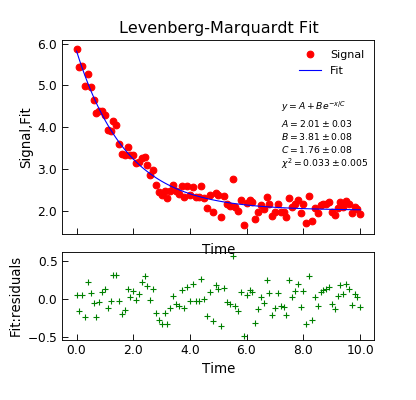 Levenberg-Marquardt Fit
6.0
5.0
4.0
3.0
2.0
Signal,Fit
Signal
Fit
y = A + Be^{-x/C}
A = 2.01 ± 0.03
B = 3.81 ± 0.08
C = 1.76 ± 0.08
χ² = 0.033 ± 0.005
Time
0.5
0.0
−0.5
Fit:residuals
0.0 2.0 4.0 6.0 8.0 10.0
Time